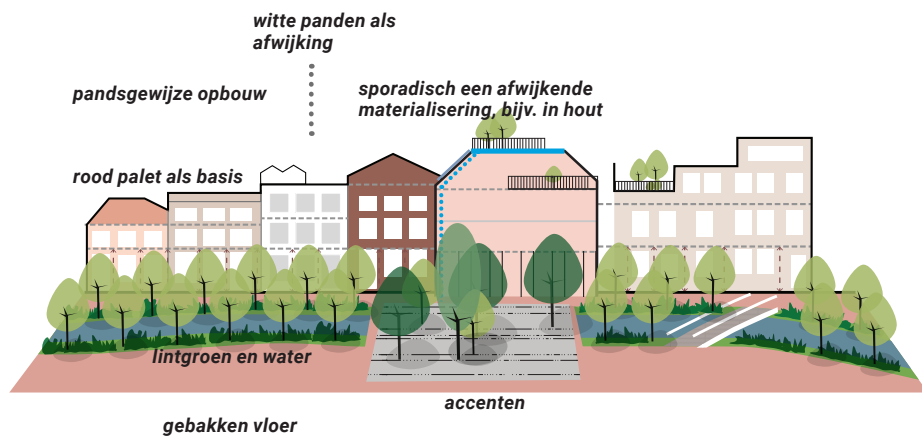 witte panden als
afwijking
pandsgewijze opbouw
sporadisch een afwijkende
materialisering, bijv. in hout
rood palet als basis
lintgroen en water
accenten
gebakken vloer